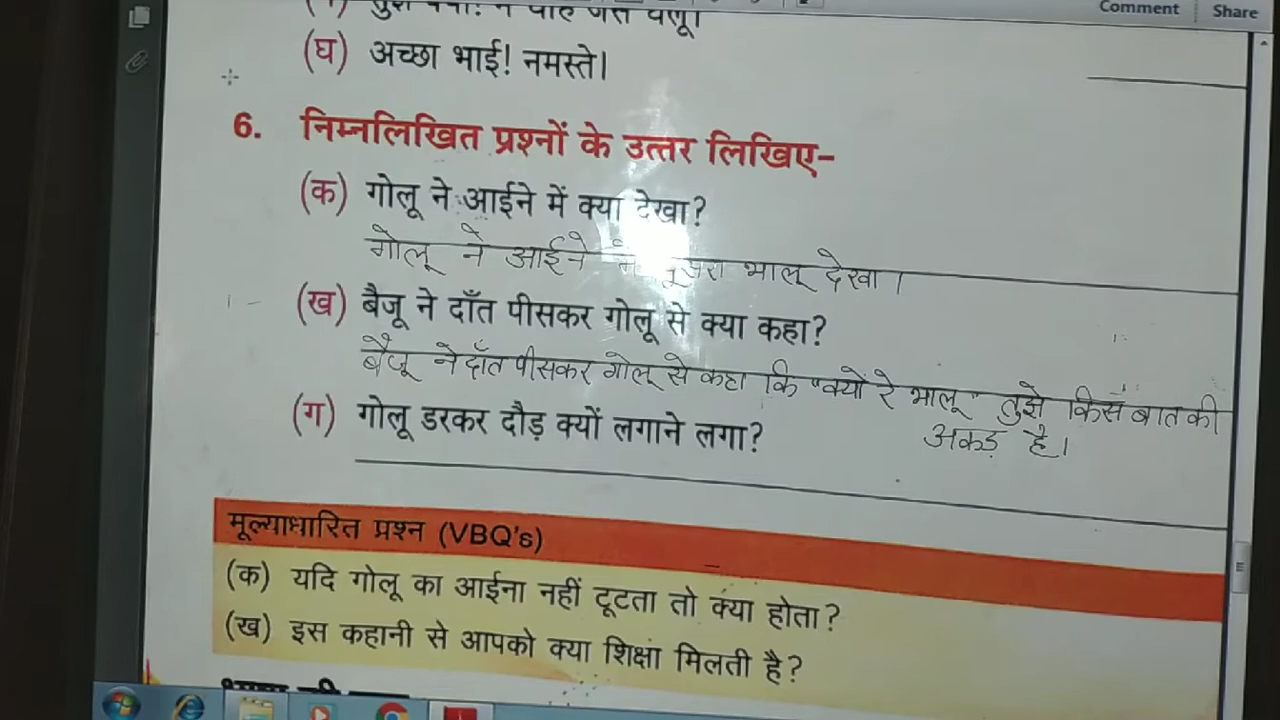 Comment Share
(घ) अच्छा भाई! नमस्ते।
6. निम्नलिखित प्रश्नों के उत्तर लिखिए-
(क) गोलू ने आईने में क्या देखा?
गोलू ने आईने भालू देखा।
(ख) बैजू ने दाँत पीसकर गोलू से क्या कहा?
बैजू ने दाँत पीसकर गोलू से कहा कि "क्यों रे भालू" तुझे किस बात की
अकड़ है।
(ग) गोलू डरकर दौड़ क्यों लगाने लगा?
मूल्याधारित प्रश्न (VBQ's)
(क) यदि गोलू का आईना नहीं टूटता तो क्या होता?
(ख) इस कहानी से आपको क्या शिक्षा मिलती है?